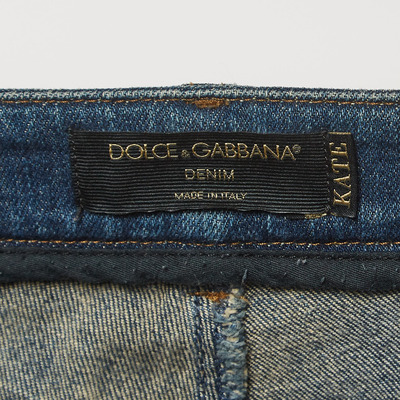 DOLCE & GABBANA®
DENIM
MADE IN ITALY
KATE